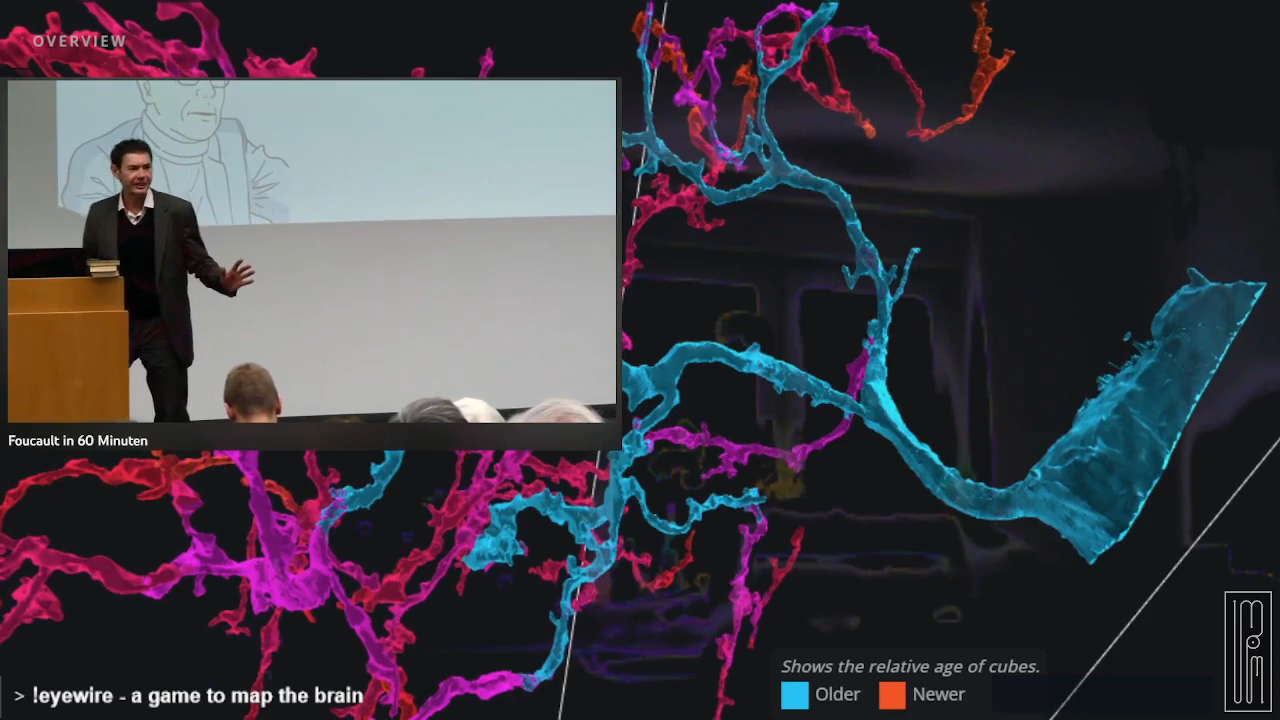 OVERVIEW
Foucault in 60 Minuten
Shows the relative age of cubes.
Older
Newer
> !eyewire - a game to map the brain